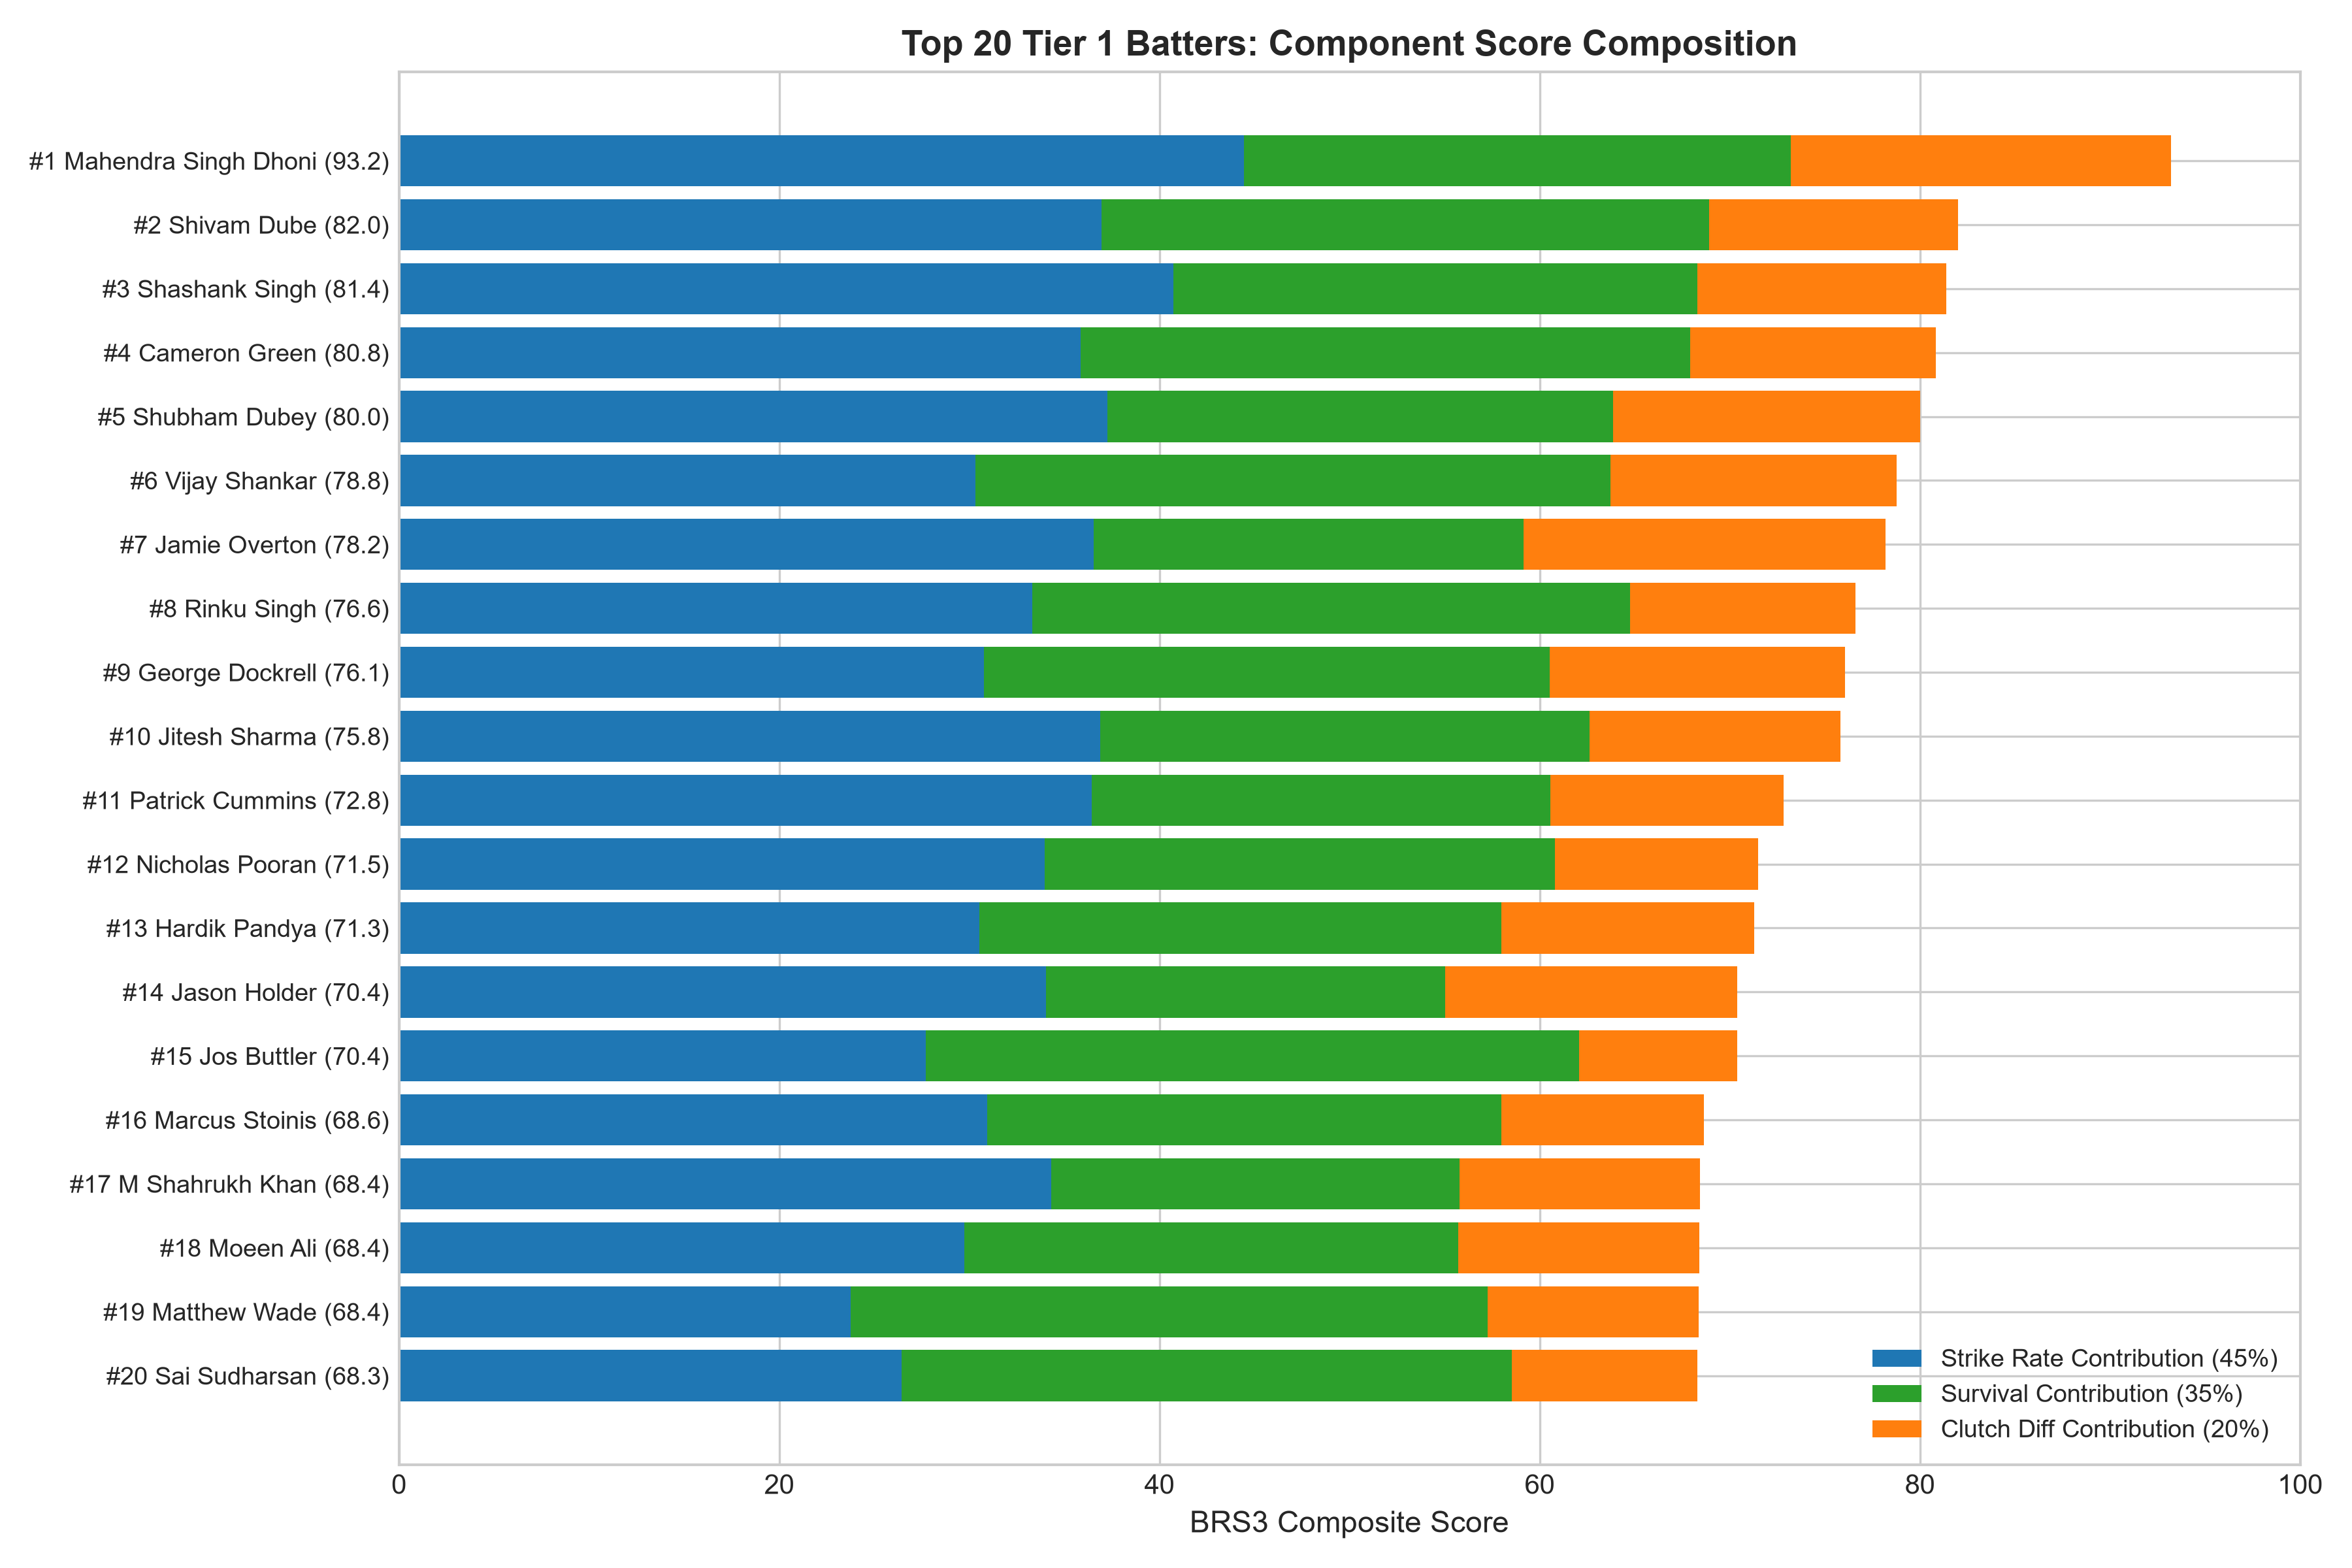 Top 20 Tier 1 Batters: Component Score Composition
#1 Mahendra Singh Dhoni (93.2)
#2 Shivam Dube (82.0)
#3 Shashank Singh (81.4)
#4 Cameron Green (80.8)
#5 Shubham Dubey (80.0)
#6 Vijay Shankar (78.8)
#7 Jamie Overton (78.2)
#8 Rinku Singh (76.6)
#9 George Dockrell (76.1)
#10 Jitesh Sharma (75.8)
#11 Patrick Cummins (72.8)
#12 Nicholas Pooran (71.5)
#13 Hardik Pandya (71.3)
#14 Jason Holder (70.4)
#15 Jos Buttler (70.4)
#16 Marcus Stoinis (68.6)
#17 M Shahrukh Khan (68.4)
#18 Moeen Ali (68.4)
#19 Matthew Wade (68.4)
#20 Sai Sudharsan (68.3)
Strike Rate Contribution (45%)
Survival Contribution (35%)
Clutch Diff Contribution (20%)
0 20 40 60 80 100
BRS3 Composite Score